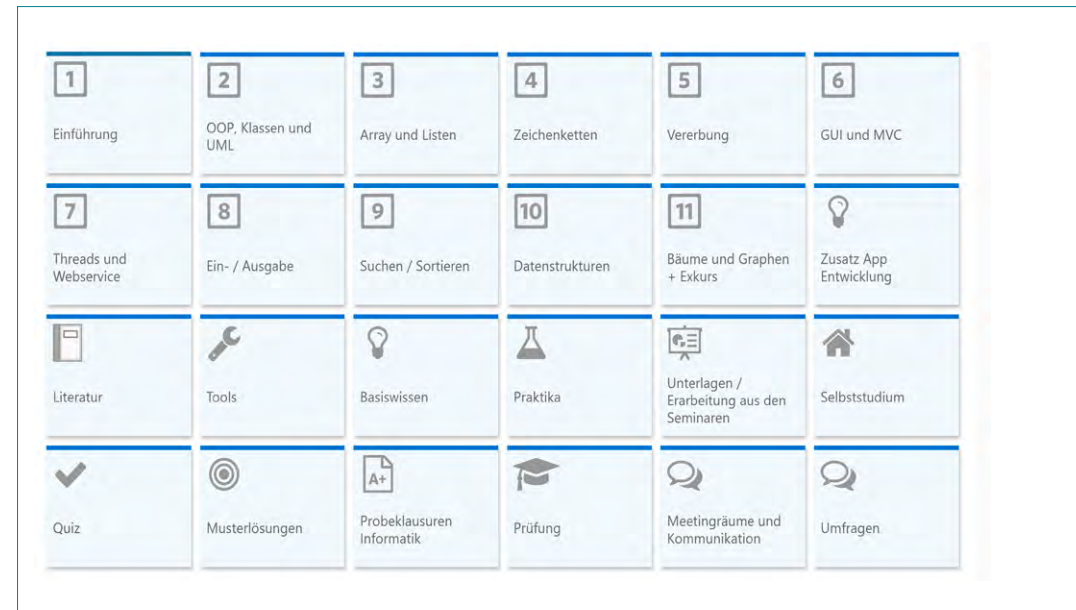 1
Einführung
2
OOP, Klassen und
UML
3
Array und Listen
4
Zeichenketten
5
Vererbung
6
GUI und MVC
7
Threads und
Webservice
8
Ein- / Ausgabe
9
Suchen / Sortieren
10
Datenstrukturen
11
Bäume und Graphen
+ Exkurs
Zusatz App
Entwicklung
Literatur
Tools
Basiswissen
Praktika
Unterlagen /
Erarbeitung aus den
Seminaren
Selbststudium
Quiz
Musterlösungen
A+
Probeklausuren
Informatik
Prüfung
Meetingräume und
Kommunikation
Umfragen